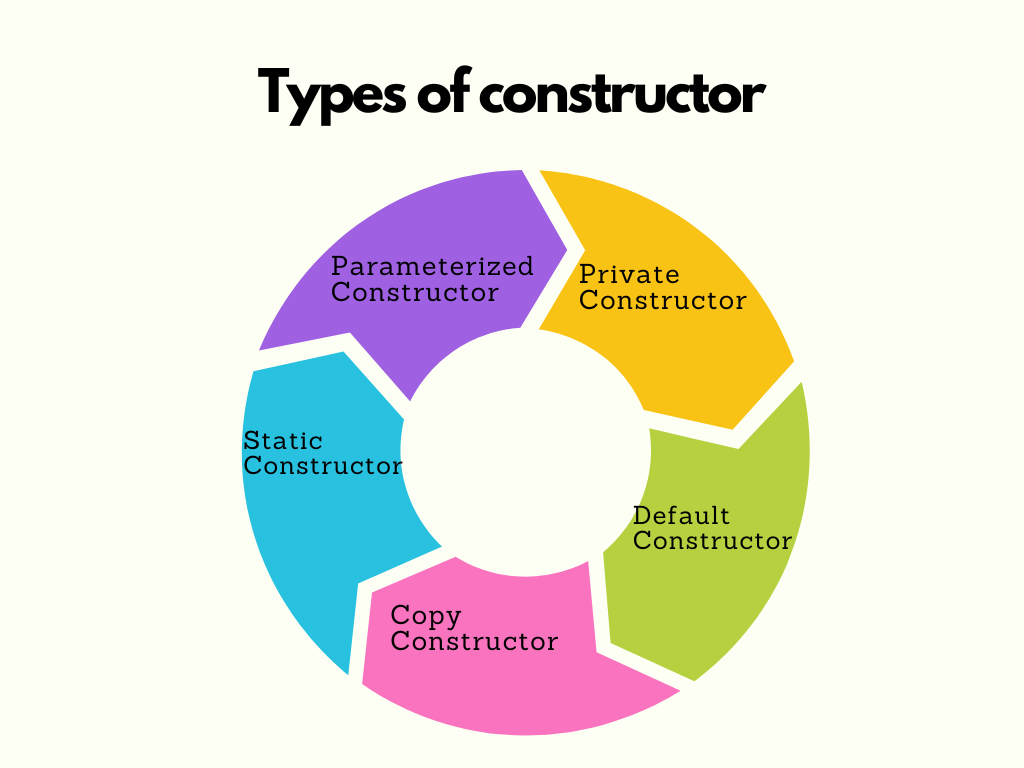 Types of constructor
Parameterized
Constructor
Private
Constructor
Static
Constructor
Default
Constructor
Copy
Constructor